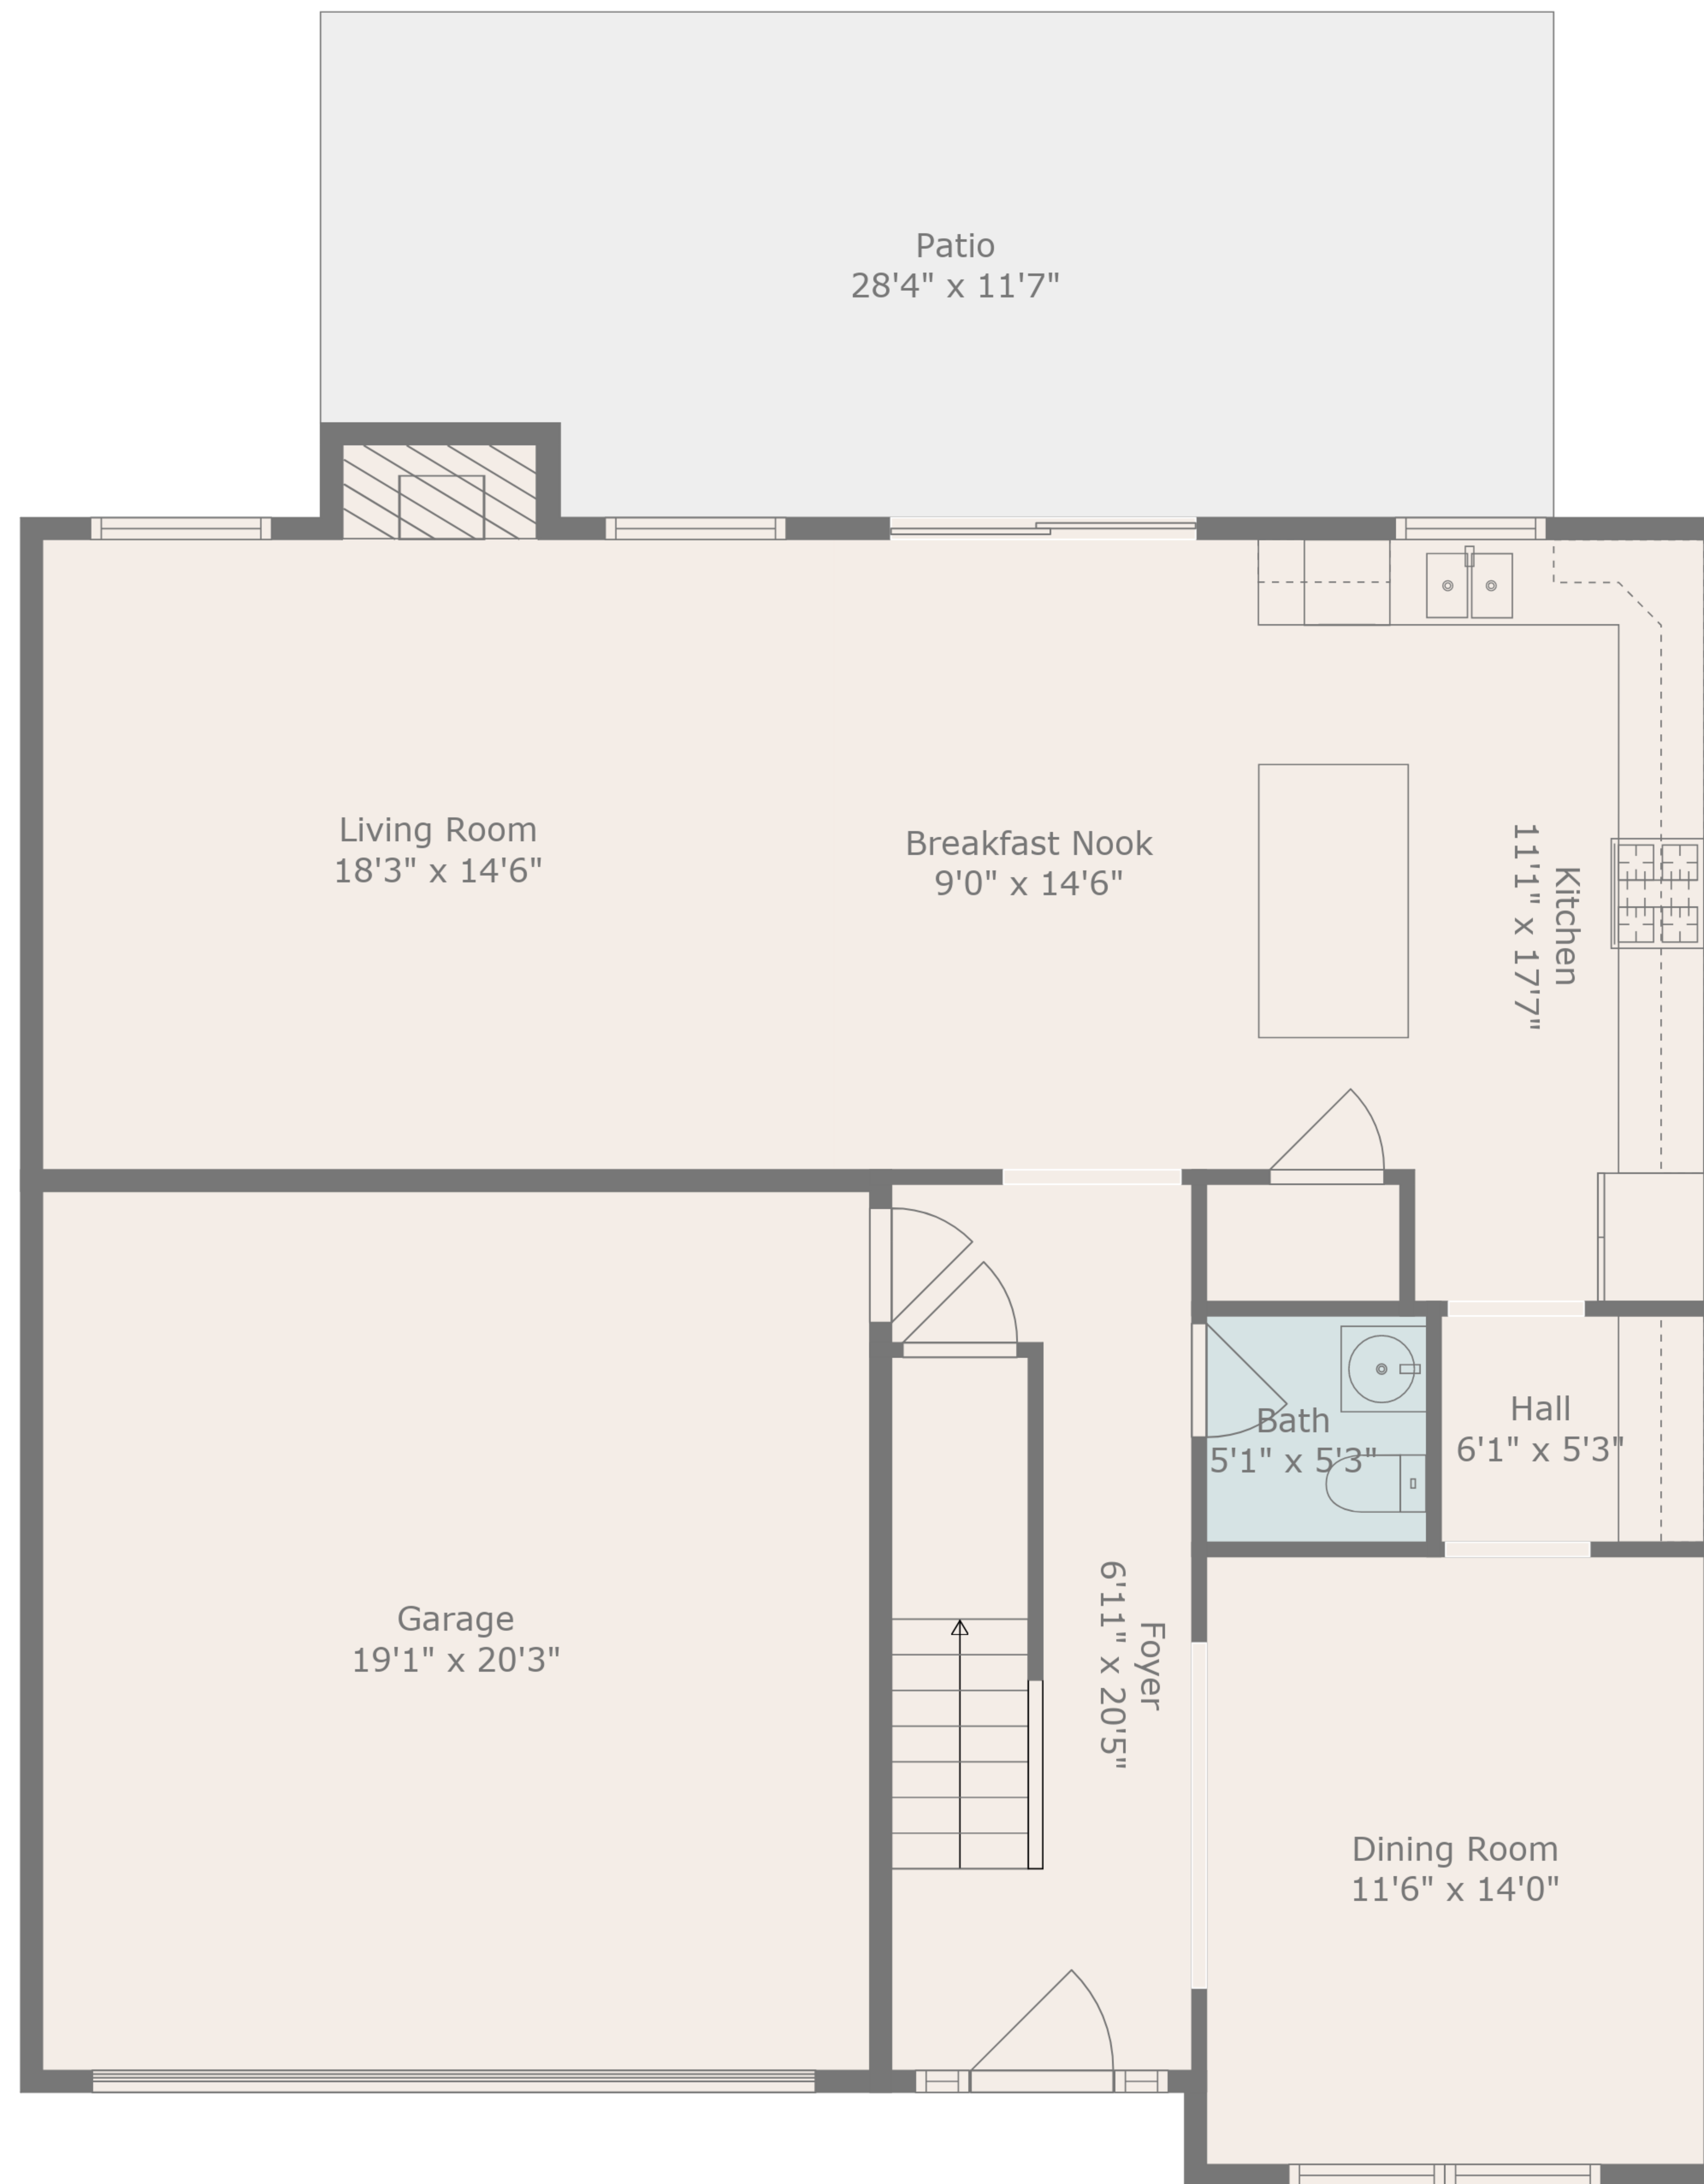 Patio
28'4" x 11'7"
Living Room
18'3" x 14'6"
Breakfast Nook
9'0" x 14'6"
Kitchen
11'1" x 17'7"
Bath
5'1" x 5'3"
Hall
6'1" x 5'3"
Garage
19'1" x 20'3"
Foyer
6'11" x 20'5"
Dining Room
11'6" x 14'0"